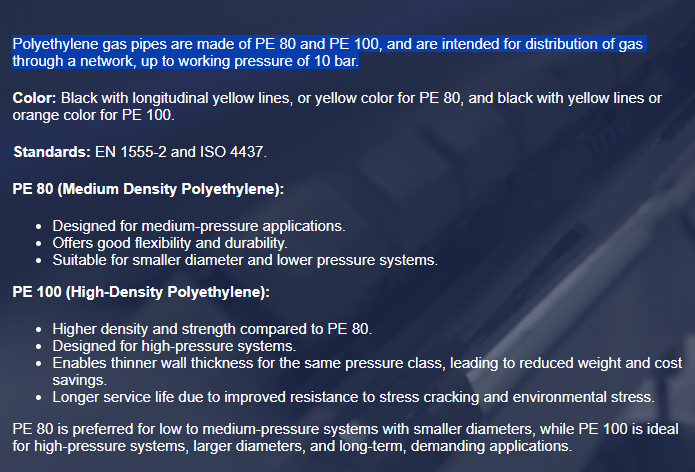 Polyethylene gas pipes are made of PE 80 and PE 100, and are intended for distribution of gas
through a network, up to working pressure of 10 bar.
Color: Black with longitudinal yellow lines, or yellow color for PE 80, and black with yellow lines or
orange color for PE 100.
Standards: EN 1555-2 and ISO 4437.
PE 80 (Medium Density Polyethylene):
• Designed for medium-pressure applications.
• Offers good flexibility and durability.
• Suitable for smaller diameter and lower pressure systems.
PE 100 (High-Density Polyethylene):
• Higher density and strength compared to PE 80.
• Designed for high-pressure systems.
• Enables thinner wall thickness for the same pressure class, leading to reduced weight and cost
savings.
• Longer service life due to improved resistance to stress cracking and environmental stress.
PE 80 is preferred for low to medium-pressure systems with smaller diameters, while PE 100 is ideal
for high-pressure systems, larger diameters, and long-term, demanding applications.